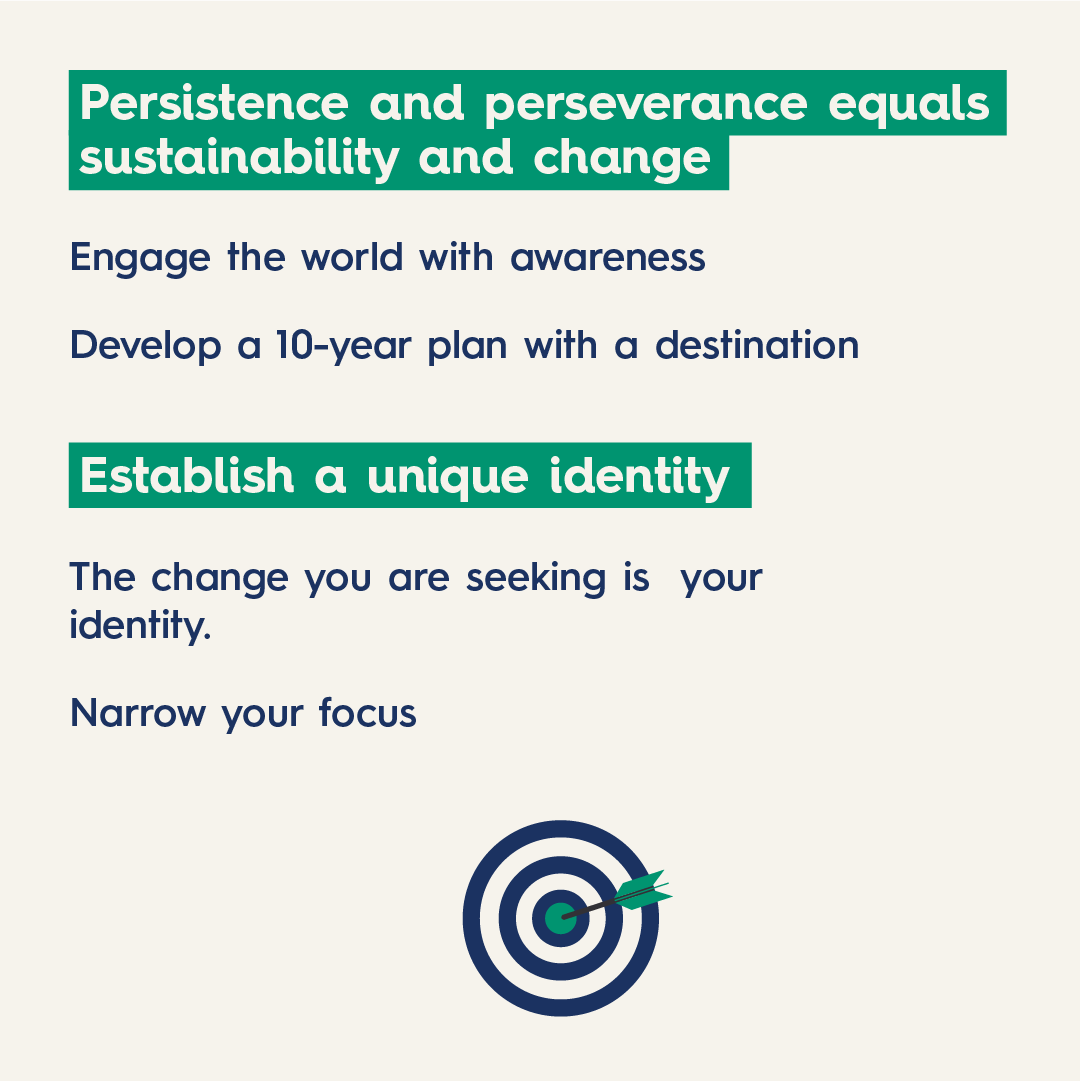 Persistence and perseverance equals
sustainability and change
Engage the world with awareness
Develop a 10-year plan with a destination
Establish a unique identity
The change you are seeking is  your
identity.
Narrow your focus